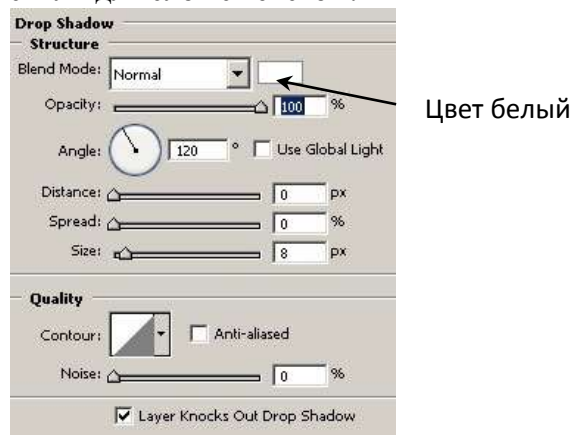 Drop Shadow
Structure
Blend Mode: Normal
Opacity: 100 %
Цвет белый
Angle: 120 ° Use Global Light
Distance: 0 px
Spread: 0 %
Size: 8 px
Quality
Contour: Anti-aliased
Noise: 0 %
Layer Knocks Out Drop Shadow